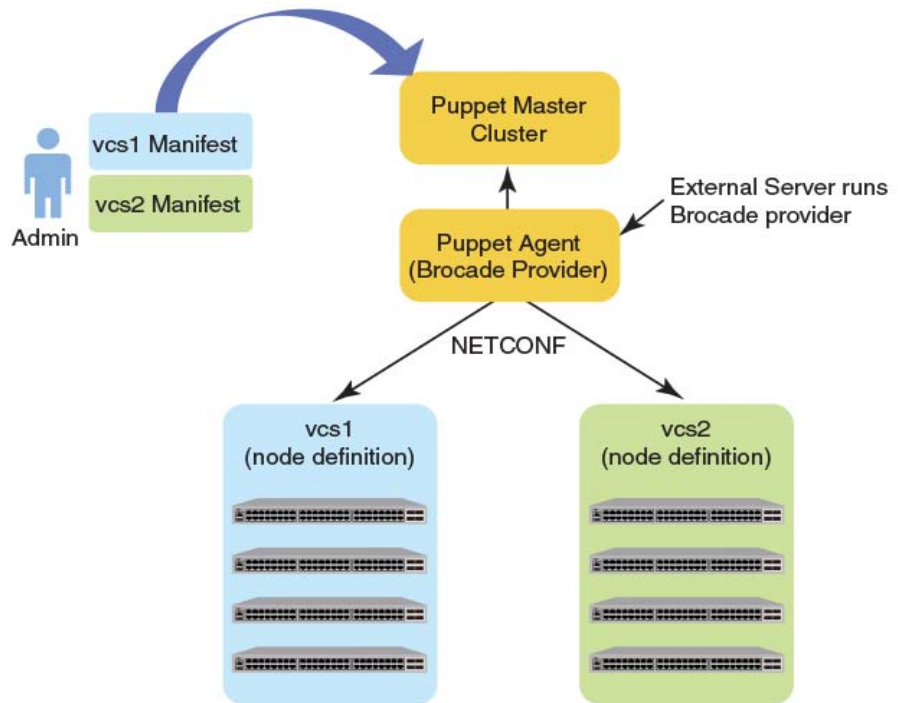 vcs1 Manifest
vcs2 Manifest
Admin
Puppet Master
Cluster
External Server runs
Brocade provider
Puppet Agent
(Brocade Provider)
NETCONF
vcs1
(node definition)
vcs2
(node definition)